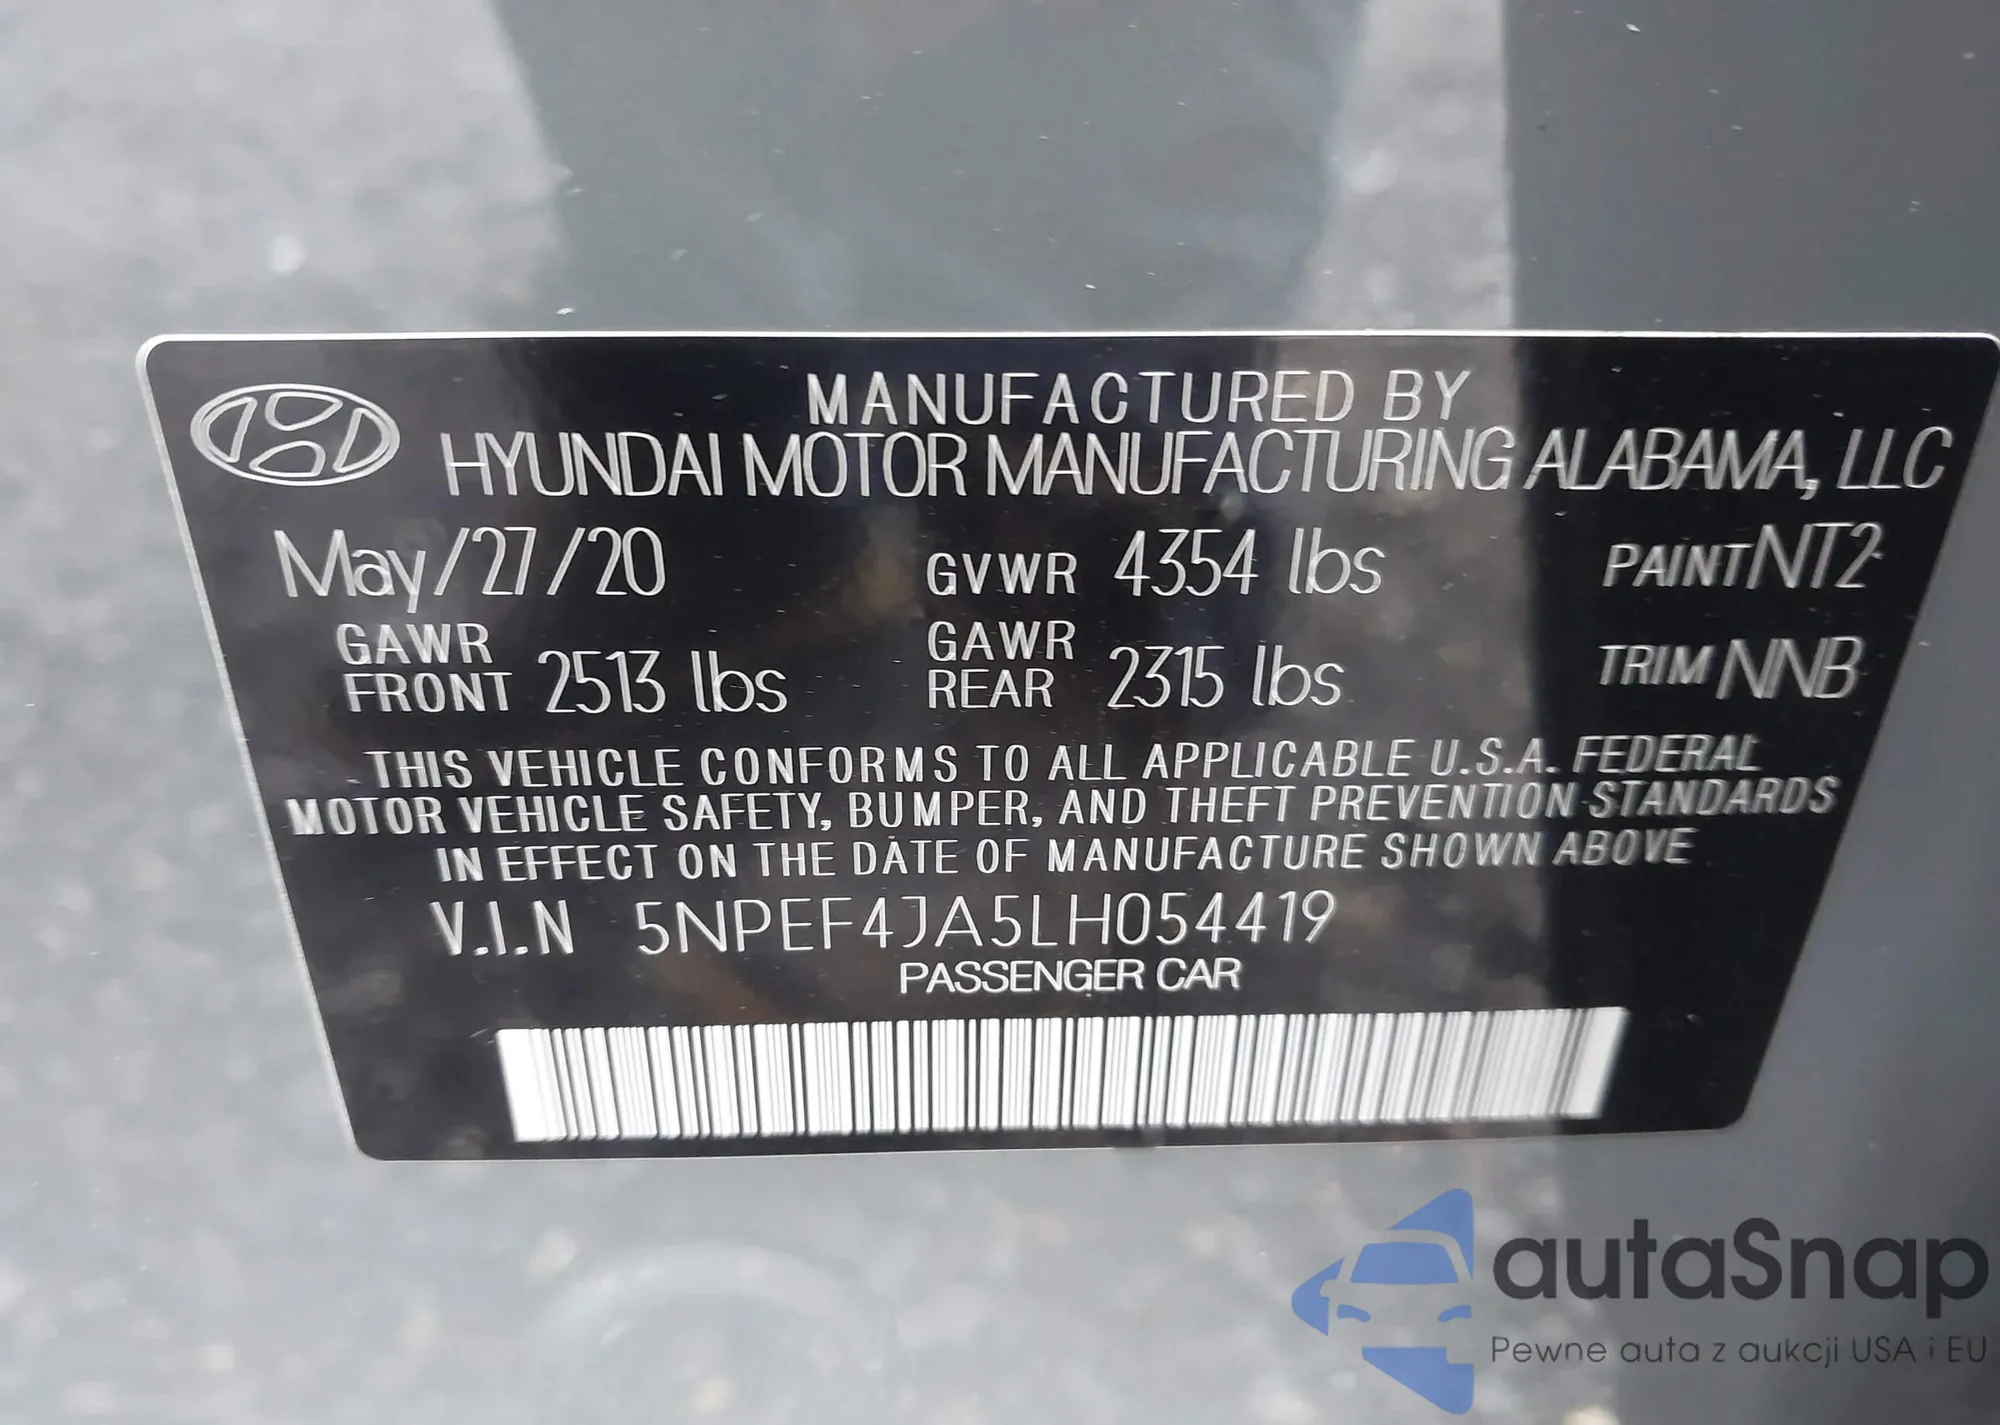 MANUFACTURED BY
HYUNDAI MOTOR MANUFACTURING ALABAMA, LLC
May/27/20 GVWR 4354 lbs PAINT NT2
GAWR FRONT 2513 lbs GAWR REAR 2315 lbs TRIM NNB
THIS VEHICLE CONFORMS TO ALL APPLICABLE U.S.A. FEDERAL
MOTOR VEHICLE SAFETY, BUMPER, AND THEFT PREVENTION STANDARDS
IN EFFECT ON THE DATE OF MANUFACTURE SHOWN ABOVE
V.I.N 5NPEF4JA5LH054419
PASSENGER CAR
autaSnap
Pewne auta z aukcji USA i EU